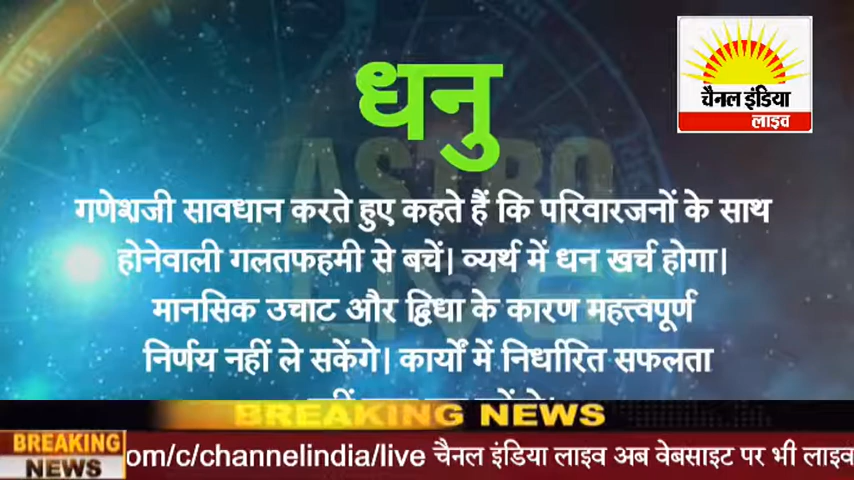 धनु
चैनल इंडिया
लाइव
ASTRO
LIVE
गणेशजी सावधान करते हुए कहते हैं कि परिवारजनों के साथ
होनेवाली गलतफहमी से बचें। व्यर्थ में धन खर्च होगा।
मानसिक उचाट और द्विधा के कारण महत्त्वपूर्ण
निर्णय नहीं ले सकेंगे। कार्यों में निर्धारित सफलता
BREAKING NEWS
BREAKING
NEWS
om/c/channelindia/live चैनल इंडिया लाइव अब वेबसाइट पर भी लाइव